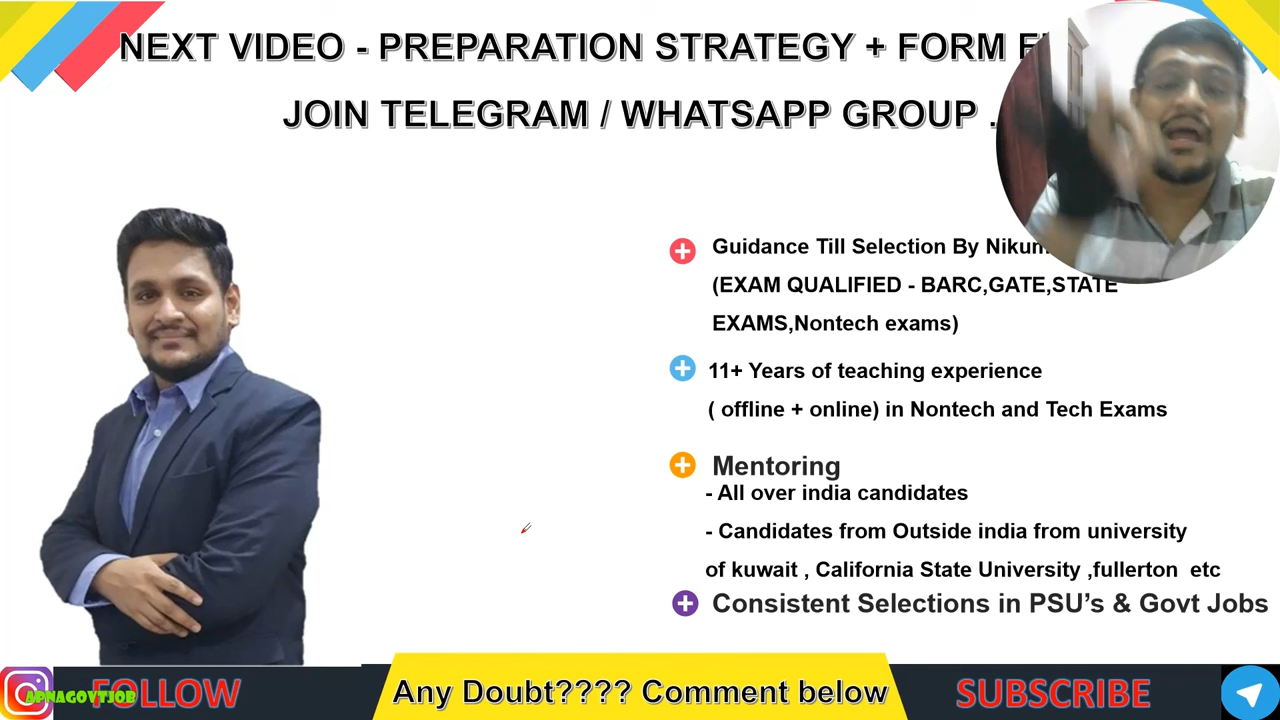 NEXT VIDEO - PREPARATION STRATEGY + FORM
JOIN TELEGRAM / WHATSAPP GROUP .
Guidance Till Selection By
(EXAM QUALIFIED - BARC,GATE,STATE
EXAMS,Nontech exams)
11+ Years of teaching experience
( offline + online) in Nontech and Tech Exams
Mentoring
- All over india candidates
- Candidates from Outside india from university
of kuwait , California State University ,fullerton etc
Consistent Selections in PSU's & Govt Jobs
APNAGOVTJOB
FOLLOW
Any Doubt???? Comment below
SUBSCRIBE